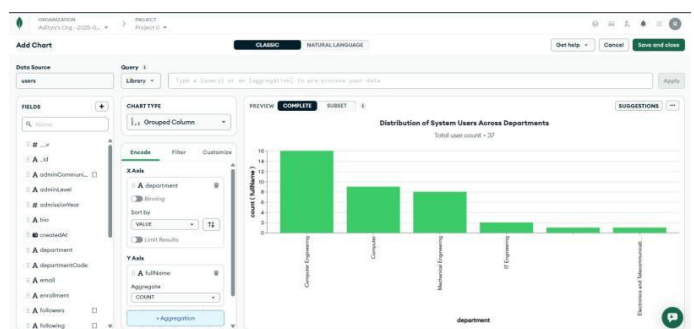 ORGANIZATION
Aditya's Org - 2025-0...
PROJECT
Project 0
R
Add Chart
CLASSIC
NATURAL LANGUAGE
Get help
Cancel
Save and close
Data Source
users
Query
Library
Type a {query} or an [aggregation] to pre-process your data
Apply
FIELDS
+
Name
# __v
A _id
A adminCommuni... []
A adminLevel
# admissionYear
A bio
createdAt
A department
A departmentCode
A email
A enrollment
A followers []
A following []
CHART TYPE
Grouped Column
Encode
Filter
Customize
X Axis
A department
Binning
Sort by
VALUE
Limit Results
Y Axis
A fullName
Aggregate
COUNT
+ Aggregation
PREVIEW
COMPLETE
SUBSET
SUGGESTIONS
...
Distribution of System Users Across Departments
Total user count = 37
count ( fullName )
16
14
12
10
8
6
4
2
0
Computer Engineering
Computer
Mechanical Engineering
IT Engineering
Electronics and Telecommunicati...
department